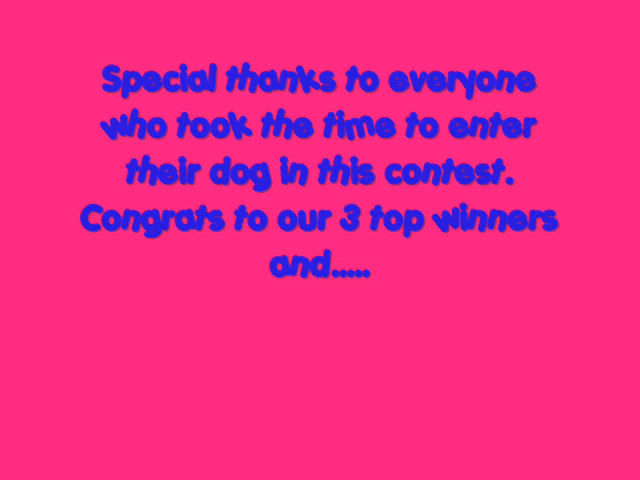 Special thanks to everyone
who took the time to enter
their dog in this contest.
Congrats to our 3 top winners
and.....